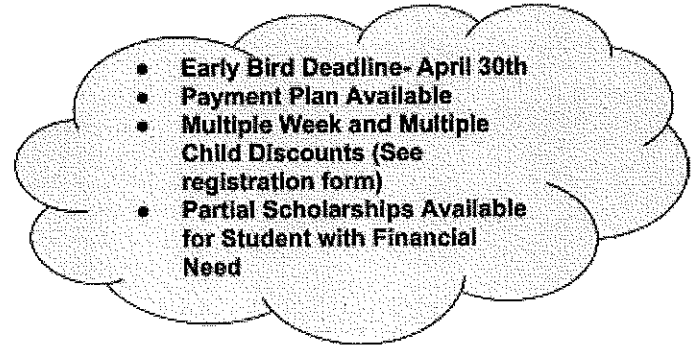 • Early Bird Deadline- April 30th
• Payment Plan Available
• Multiple Week and Multiple
Child Discounts (See
registration form)
• Partial Scholarships Available
for Student with Financial
Need